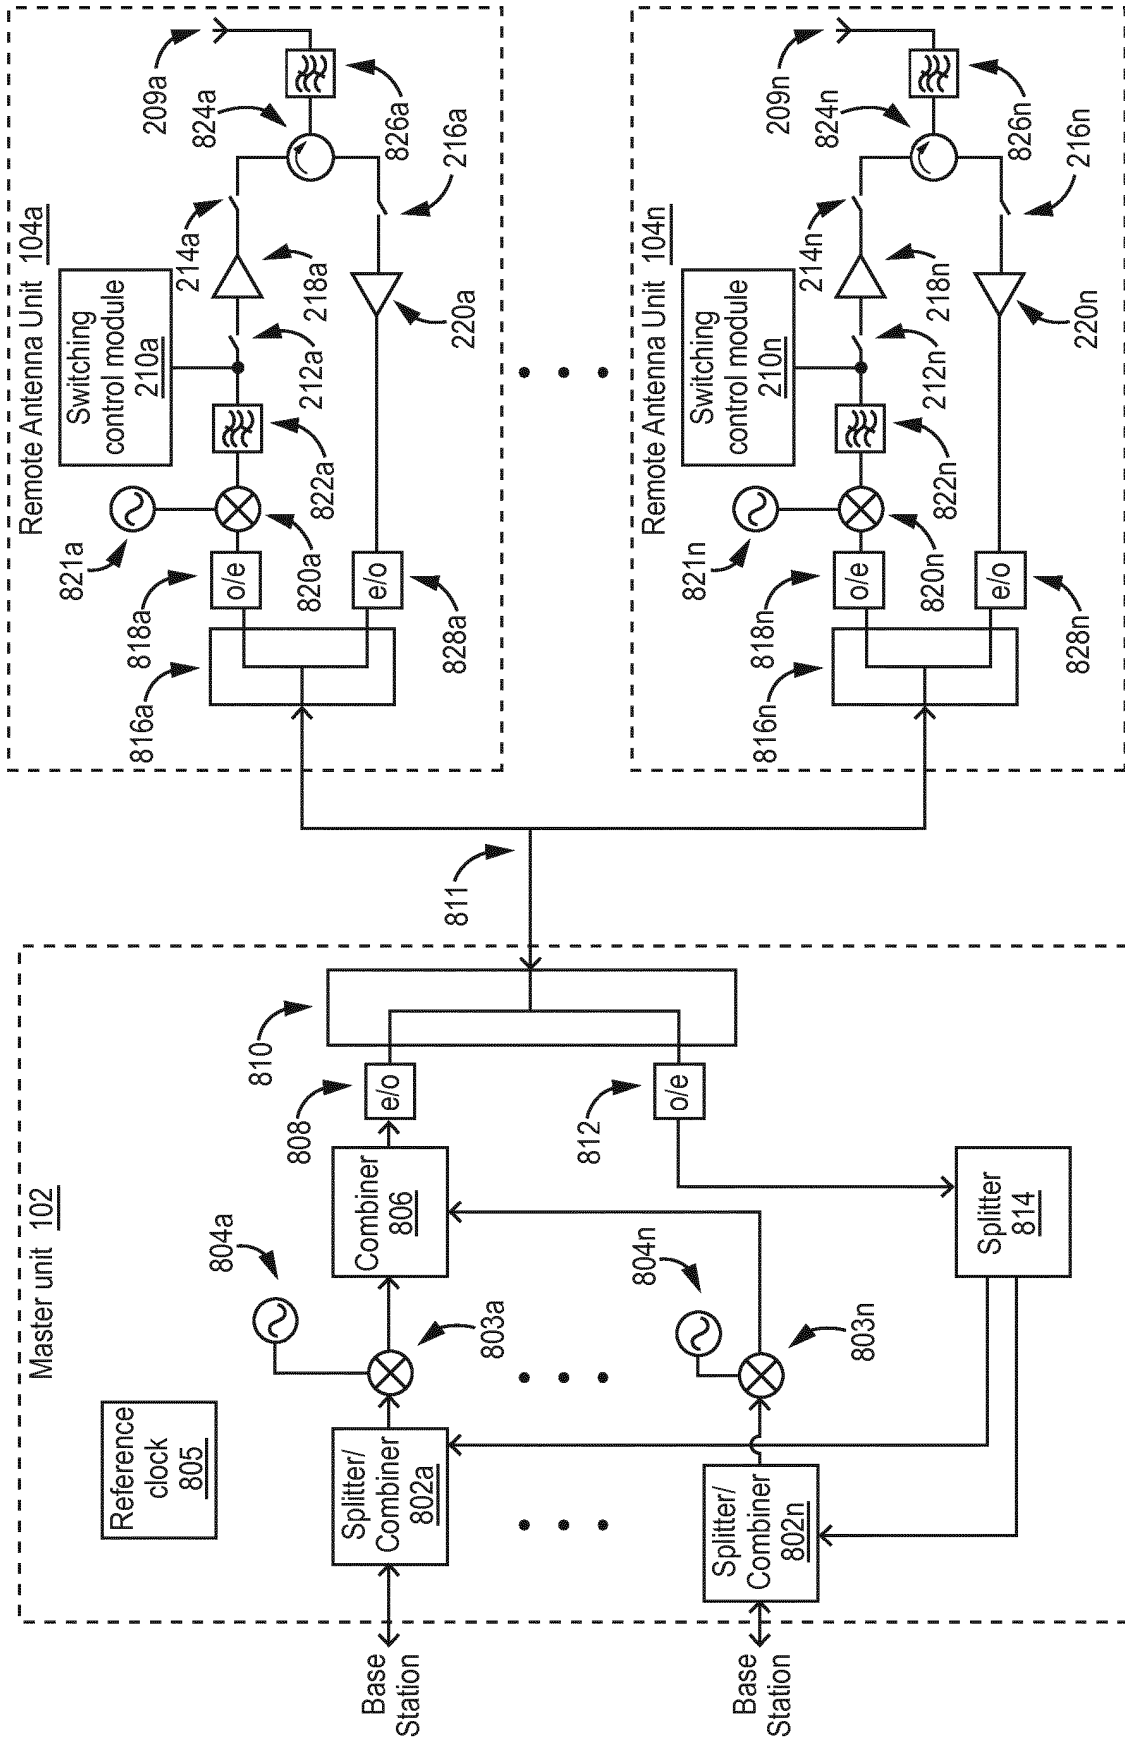 Master unit 102
Reference
clock
805
804a
Base
Station
Splitter/
Combiner
802a
803a
Combiner
806
808
e/o
810
811
804n
Base
Station
Splitter/
Combiner
802n
803n
812
o/e
Splitter
814
Remote Antenna Unit 104a
821a
Switching
control module
210a
816a
818a
o/e
820a
822a
212a
218a
214a
824a
209a
826a
216a
220a
e/o
828a
Remote Antenna Unit 104n
821n
Switching
control module
210n
816n
818n
o/e
820n
822n
212n
218n
214n
824n
209n
826n
216n
220n
e/o
828n